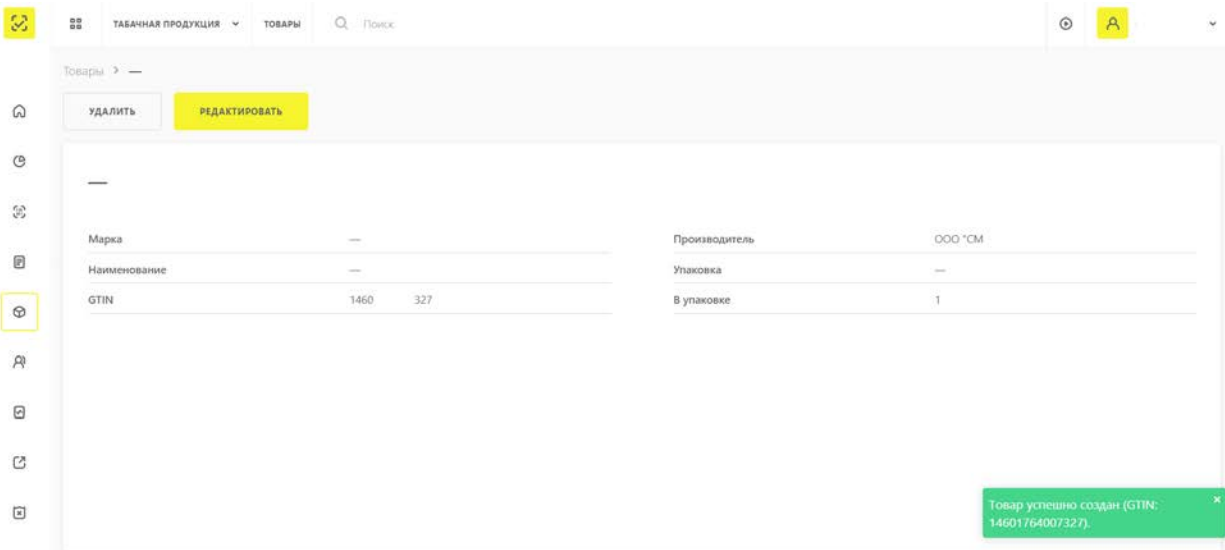 ТАБАЧНАЯ ПРОДУКЦИЯ ТОВАРЫ Поиск
Товары > —
УДАЛИТЬ РЕДАКТИРОВАТЬ
—
Марка — Производитель ООО "СМ
Наименование — Упаковка —
GTIN 1460 327 В упаковке 1
Товар успешно создан (GTIN:
14601764007327).